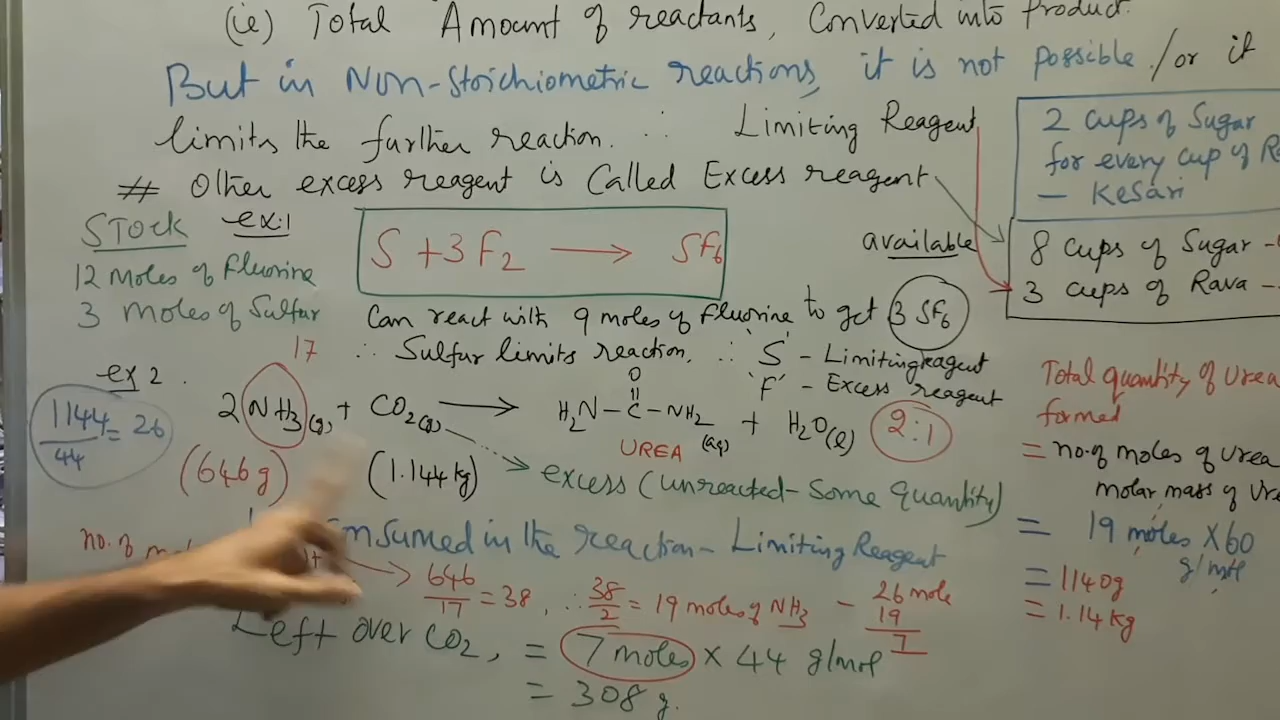 (ie) Total Amount of reactants, Converted into Product.
But in Non-Stoichiometric reactions, it is not possible /or it
limits the further reaction. ∴ Limiting Reagent
# Other excess reagent is Called Excess reagent
2 cups of Sugar
for every cup of
- Kesari
available
8 cups of Sugar -
3 cups of Rava -
Stock ex:1
12 Moles of Fluorine
3 moles of Sulfur
S + 3F₂ → SF₆
Can react with 9 moles of Fluorine to get 3 SF₆
∴ Sulfur limits reaction, ∴ 'S' - Limiting reagent
'F' - Excess reagent
ex 2.
17
1144/44 = 26
2 NH₃(g) + CO₂(g) → H₂N-C-NH₂ (aq) + H₂O(l) 2:1
O
UREA
(646g) (1.144 kg) excess (unreacted - Some Quantity)
consumed in the reaction - Limiting Reagent
no. of 646/17 = 38, ∴ 38/2 = 19 moles of NH₃ - 26 mole
19
7
Left over CO₂, = 7 moles × 44 g/mol
= 308 g.
Total quantity of Urea
formed
= no. of moles of Urea
molar mass of
= 19 moles × 60
g/mole
= 1140g
= 1.14 kg